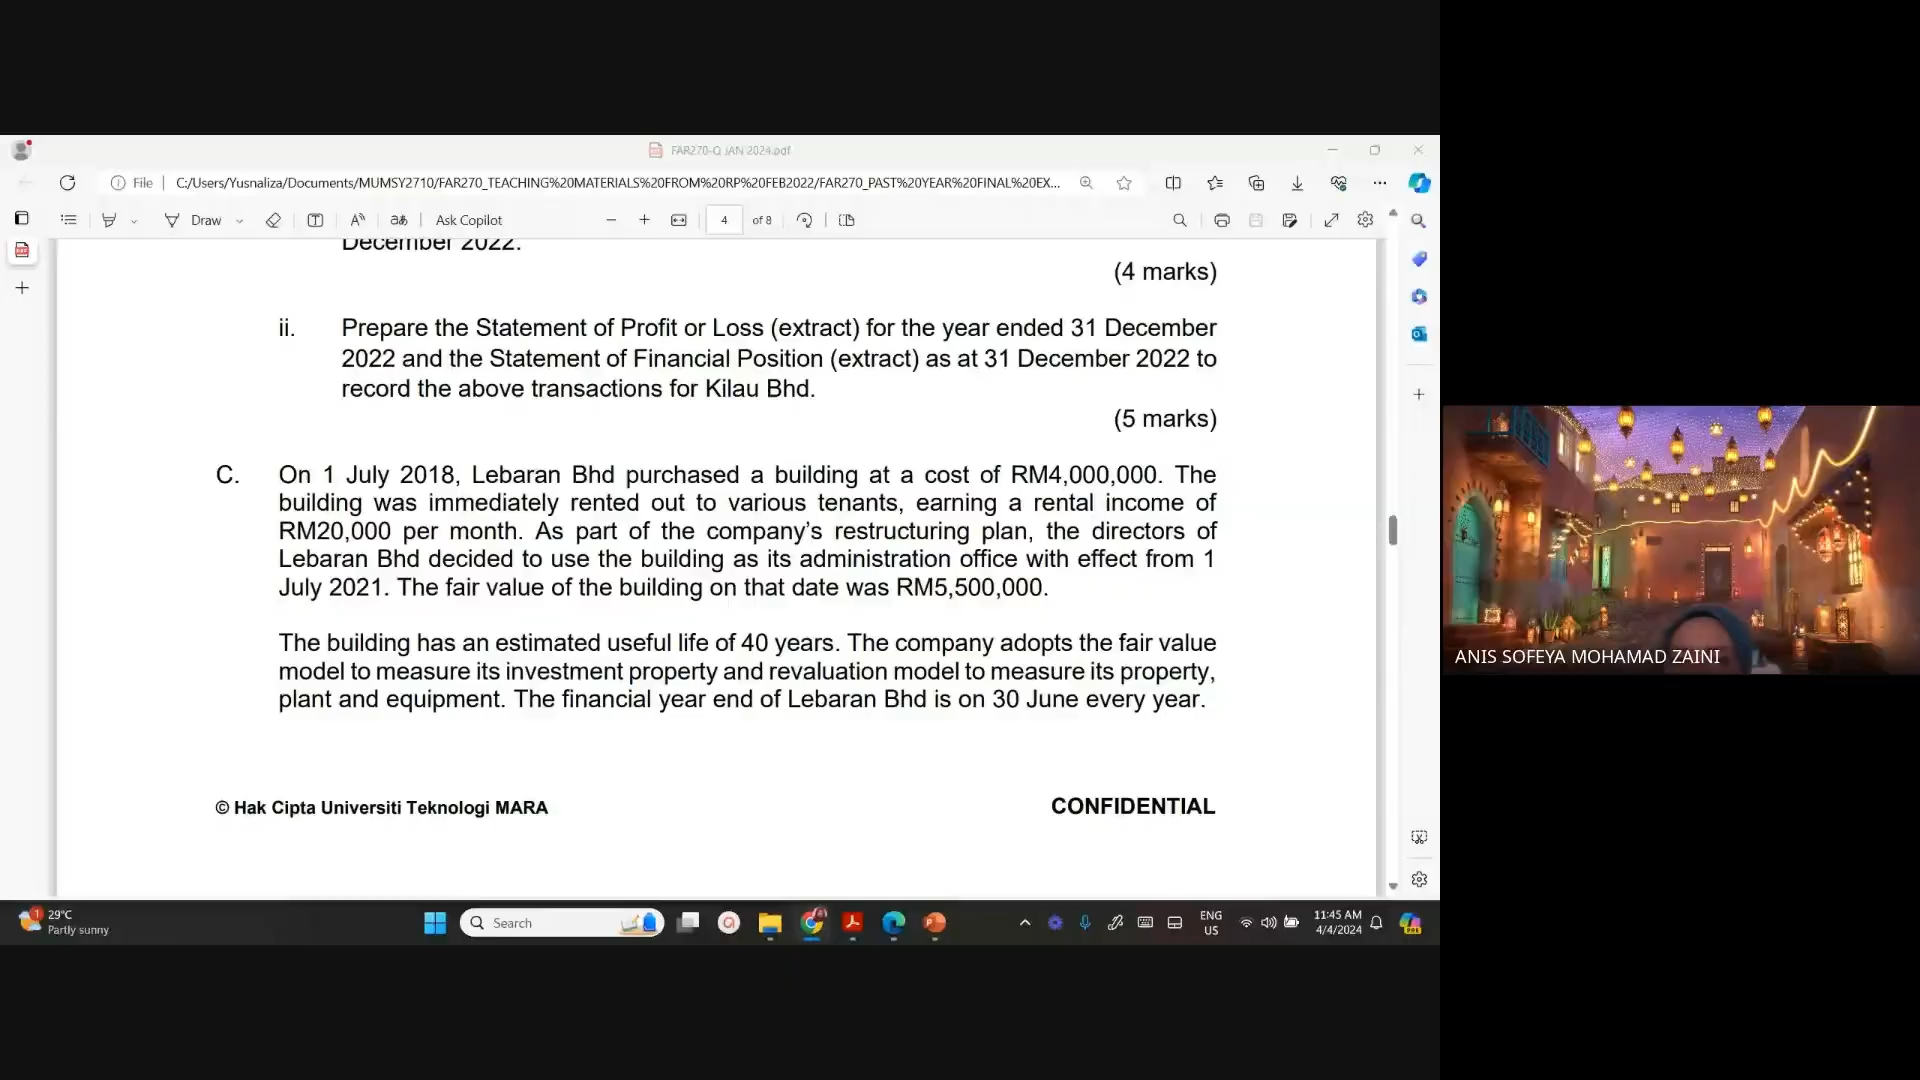 FAR270-Q JAN 2024.pdf
File
C:/Users/Yusnaliza/Documents/MUMSY2710/FAR270_TEACHING%20MATERIALS%20FROM%20RP%20FEB2022/FAR270_PAST%20YEAR%20FINAL%20EX...
Draw
Ask Copilot
4 of 8
December 2022.
(4 marks)
ii. Prepare the Statement of Profit or Loss (extract) for the year ended 31 December
2022 and the Statement of Financial Position (extract) as at 31 December 2022 to
record the above transactions for Kilau Bhd.
(5 marks)
C. On 1 July 2018, Lebaran Bhd purchased a building at a cost of RM4,000,000. The
building was immediately rented out to various tenants, earning a rental income of
RM20,000 per month. As part of the company's restructuring plan, the directors of
Lebaran Bhd decided to use the building as its administration office with effect from 1
July 2021. The fair value of the building on that date was RM5,500,000.
The building has an estimated useful life of 40 years. The company adopts the fair value
model to measure its investment property and revaluation model to measure its property,
plant and equipment. The financial year end of Lebaran Bhd is on 30 June every year.
© Hak Cipta Universiti Teknologi MARA
CONFIDENTIAL
ANIS SOFEYA MOHAMAD ZAINI
1
29°C
Partly sunny
Search
ENG
US
11:45 AM
4/4/2024